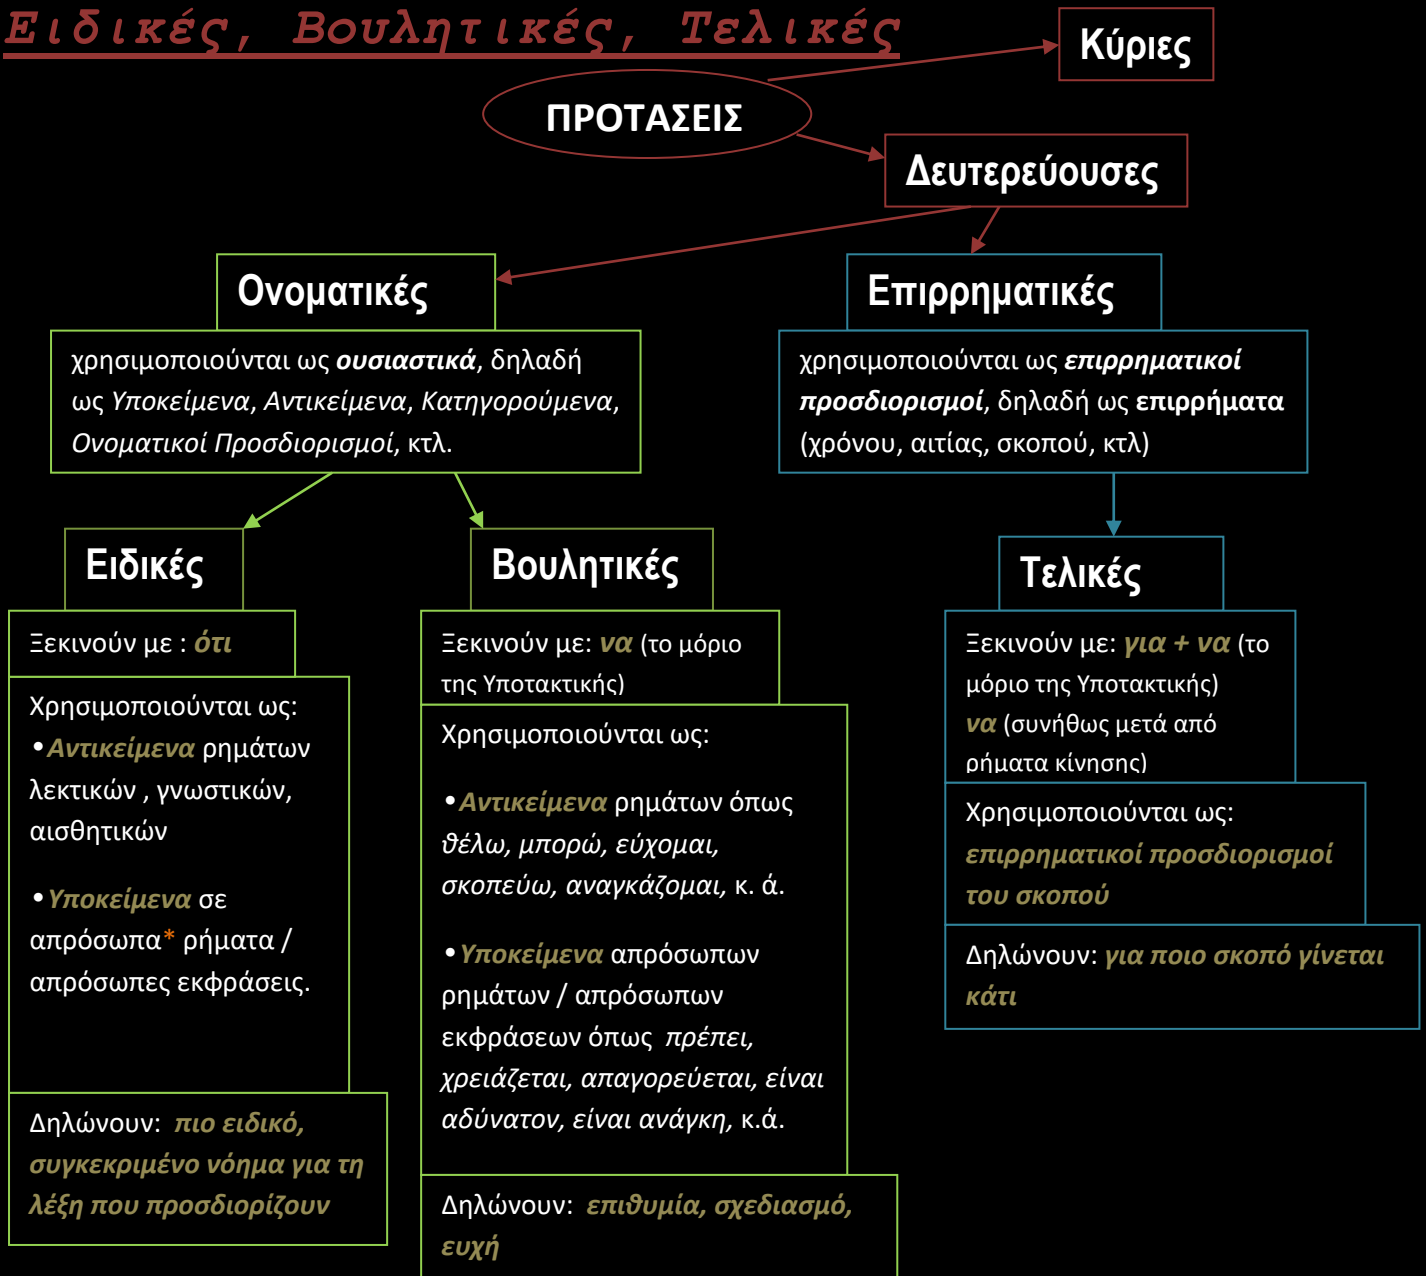 Ειδικές, Βουλητικές, Τελικές
Κύριες
ΠΡΟΤΑΣΕΙΣ
Δευτερεύουσες
Ονοματικές
χρησιμοποιούνται ως ουσιαστικά, δηλαδή
ως Υποκείμενα, Αντικείμενα, Κατηγορούμενα,
Ονοματικοί Προσδιορισμοί, κτλ.
Επιρρηματικές
χρησιμοποιούνται ως επιρρηματικοί
προσδιορισμοί, δηλαδή ως επιρρήματα
(χρόνου, αιτίας, σκοπού, κτλ)
Ειδικές
Ξεκινούν με : ότι
Χρησιμοποιούνται ως:
•Αντικείμενα ρημάτων
λεκτικών , γνωστικών,
αισθητικών
•Υποκείμενα σε
απρόσωπα* ρήματα /
απρόσωπες εκφράσεις.
Δηλώνουν: πιο ειδικό,
συγκεκριμένο νόημα για τη
λέξη που προσδιορίζουν
Βουλητικές
Ξεκινούν με: να (το μόριο
της Υποτακτικής)
Χρησιμοποιούνται ως:
•Αντικείμενα ρημάτων όπως
θέλω, μπορώ, εύχομαι,
σκοπεύω, αναγκάζομαι, κ. ά.
•Υποκείμενα απρόσωπων
ρημάτων / απρόσωπων
εκφράσεων όπως πρέπει,
χρειάζεται, απαγορεύεται, είναι
αδύνατον, είναι ανάγκη, κ.ά.
Δηλώνουν: επιθυμία, σχεδιασμό,
ευχή
Τελικές
Ξεκινούν με: για + να (το
μόριο της Υποτακτικής)
να (συνήθως μετά από
ρήματα κίνησης)
Χρησιμοποιούνται ως:
επιρρηματικοί προσδιορισμοί
του σκοπού
Δηλώνουν: για ποιο σκοπό γίνεται
κάτι